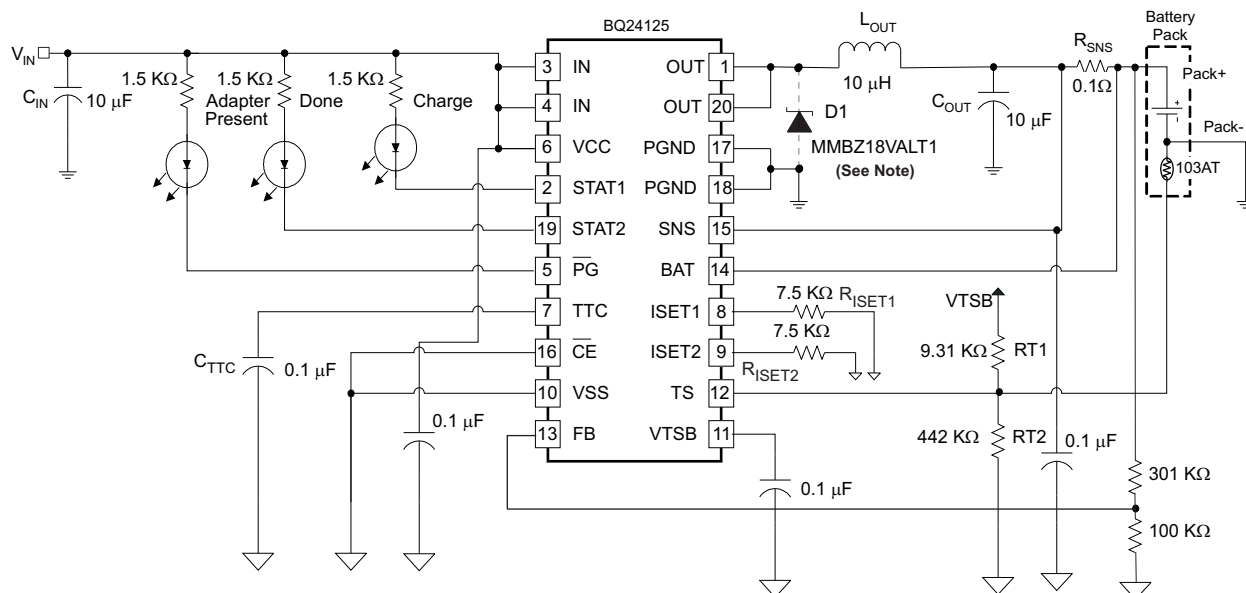 BQ24125
V_IN
C_IN
10 μF
1.5 KΩ
Adapter
Present
1.5 KΩ
Done
1.5 KΩ
Charge
3 IN
4 IN
6 VCC
2 STAT1
19 STAT2
5 P̅G̅
7 TTC
16 C̅E̅
10 VSS
13 FB
OUT 1
OUT 20
PGND 17
PGND 18
SNS 15
BAT 14
ISET1 8
ISET2 9
TS 12
VTSB 11
C_TTC
0.1 μF
0.1 μF
L_OUT
10 μH
D1
MMBZ18VALT1
(See Note)
C_OUT
10 μF
R_SNS
0.1Ω
Battery
Pack
Pack+
+
-
Pack-
103AT
7.5 KΩ
R_ISET1
7.5 KΩ
R_ISET2
VTSB
9.31 KΩ
RT1
442 KΩ
RT2
0.1 μF
0.1 μF
301 KΩ
100 KΩ